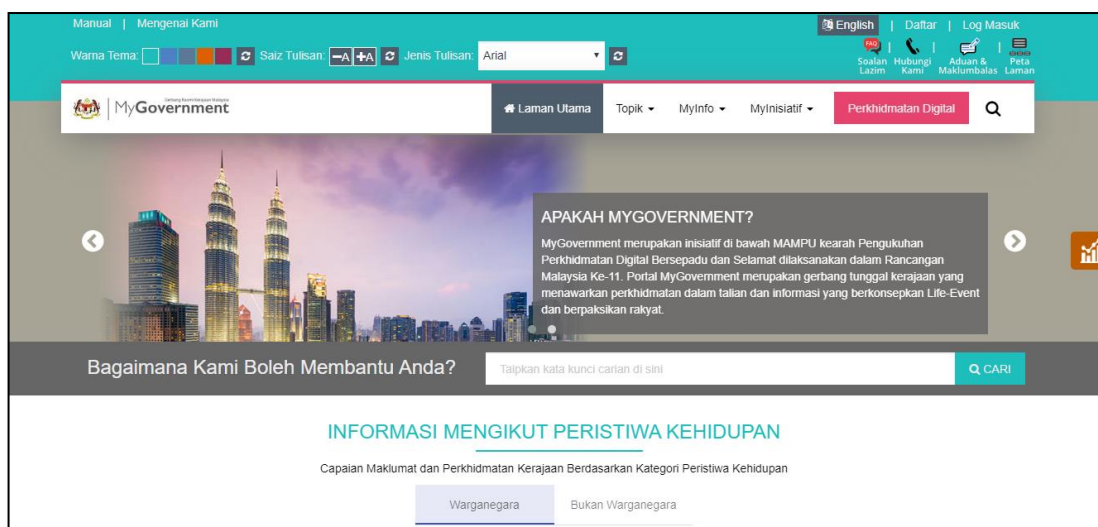 Manual | Mengenai Kami
English | Daftar | Log Masuk
Warna Tema: Saiz Tulisan: -A +A Jenis Tulisan: Arial
FAQ
Soalan Lazim | Hubungi Kami | Aduan & Maklumbalas | Peta Laman
MyGovernment
Laman Utama Topik MyInfo MyInisiatif Perkhidmatan Digital
APAKAH MYGOVERNMENT?
MyGovernment merupakan inisiatif di bawah MAMPU kearah Pengukuhan
Perkhidmatan Digital Bersepadu dan Selamat dilaksanakan dalam Rancangan
Malaysia Ke-11. Portal MyGovernment merupakan gerbang tunggal kerajaan yang
menawarkan perkhidmatan dalam talian dan informasi yang berkonsepkan Life-Event
dan berpaksikan rakyat.
Bagaimana Kami Boleh Membantu Anda?
Taipkan kata kunci carian di sini
CARI
INFORMASI MENGIKUT PERISTIWA KEHIDUPAN
Capaian Maklumat dan Perkhidmatan Kerajaan Berdasarkan Kategori Peristiwa Kehidupan
Warganegara Bukan Warganegara